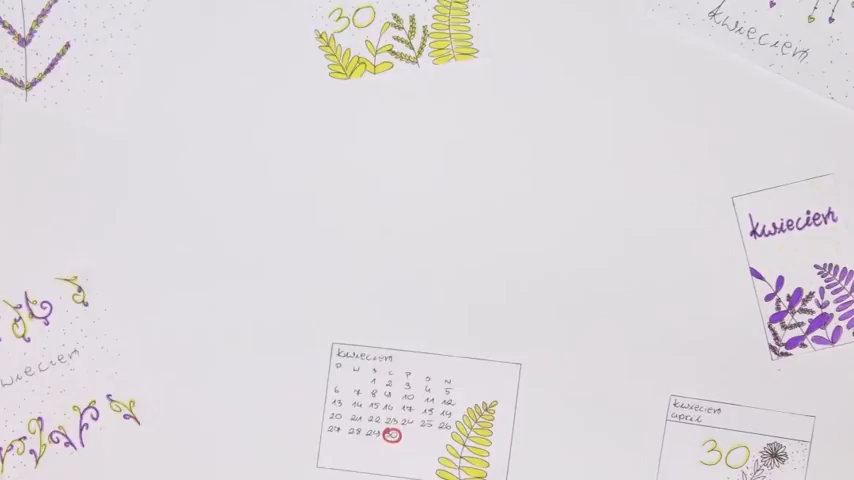 30
kwiecień
kwiecień
kwiecień
kwiecień
P W S C P S N
1 2 3 4 5
6 7 8 9 10 11 12
13 14 15 16 17 18 19
20 21 22 23 24 25 26
27 28 29 30
kwiecień
april
30